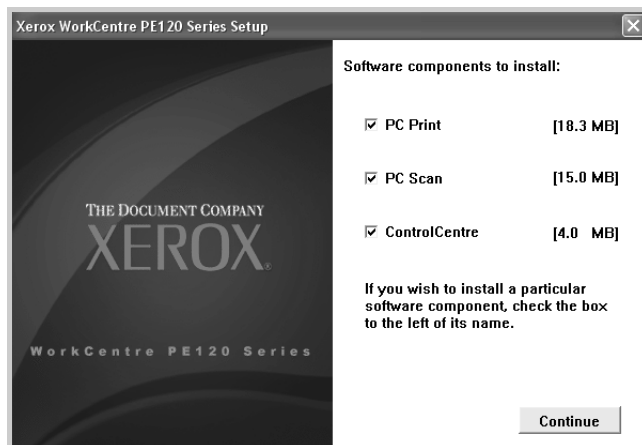 Xerox WorkCentre PE120 Series Setup
THE DOCUMENT COMPANY
XEROX®
WorkCentre PE120 Series
Software components to install:
PC Print [18.3 MB]
PC Scan [15.0 MB]
ControlCentre [4.0 MB]
If you wish to install a particular
software component, check the box
to the left of its name.
Continue